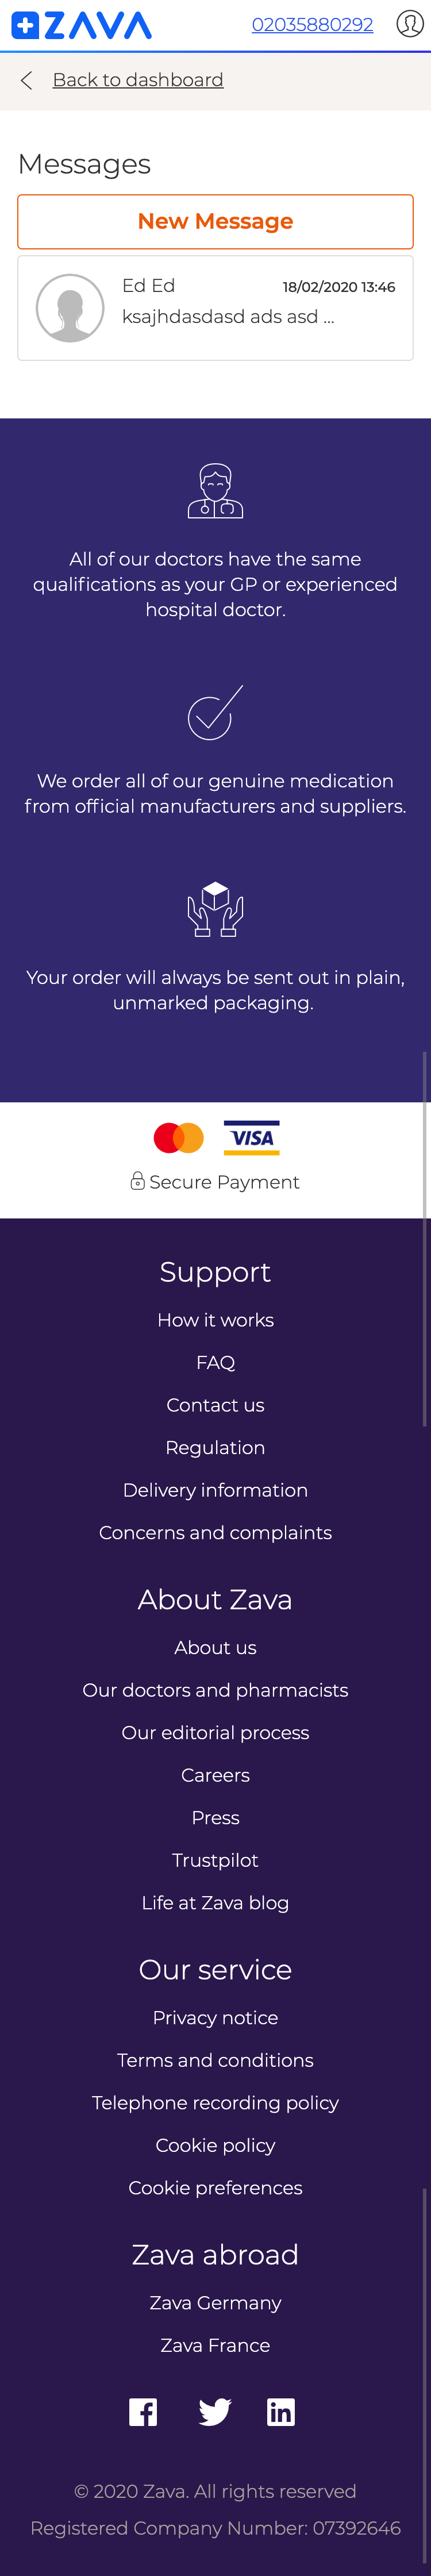 ZAVA
02035880292
Back to dashboard
Messages
New Message
Ed Ed
18/02/2020 13:46
ksajhdasdasd ads asd ...
All of our doctors have the same
qualifications as your GP or experienced
hospital doctor.
We order all of our genuine medication
from official manufacturers and suppliers.
Your order will always be sent out in plain,
unmarked packaging.
VISA
Secure Payment
Support
How it works
FAQ
Contact us
Regulation
Delivery information
Concerns and complaints
About Zava
About us
Our doctors and pharmacists
Our editorial process
Careers
Press
Trustpilot
Life at Zava blog
Our service
Privacy notice
Terms and conditions
Telephone recording policy
Cookie policy
Cookie preferences
Zava abroad
Zava Germany
Zava France
© 2020 Zava. All rights reserved
Registered Company Number: 07392646